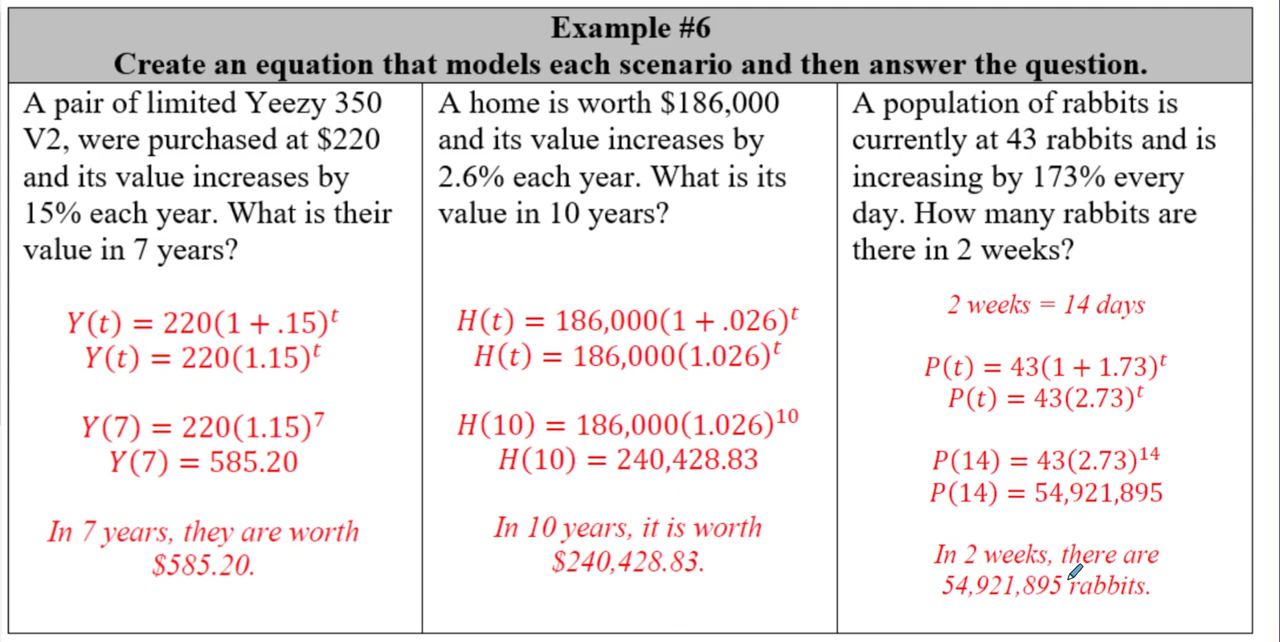 Example #6
Create an equation that models each scenario and then answer the question.
A pair of limited Yeezy 350
V2, were purchased at $220
and its value increases by
15% each year. What is their
value in 7 years?
Y(t) = 220(1 + .15)^t
Y(t) = 220(1.15)^t
Y(7) = 220(1.15)^7
Y(7) = 585.20
In 7 years, they are worth
$585.20.
A home is worth $186,000
and its value increases by
2.6% each year. What is its
value in 10 years?
H(t) = 186,000(1 + .026)^t
H(t) = 186,000(1.026)^t
H(10) = 186,000(1.026)^10
H(10) = 240,428.83
In 10 years, it is worth
$240,428.83.
A population of rabbits is
currently at 43 rabbits and is
increasing by 173% every
day. How many rabbits are
there in 2 weeks?
2 weeks = 14 days
P(t) = 43(1 + 1.73)^t
P(t) = 43(2.73)^t
P(14) = 43(2.73)^14
P(14) = 54,921,895
In 2 weeks, there are
54,921,895 rabbits.